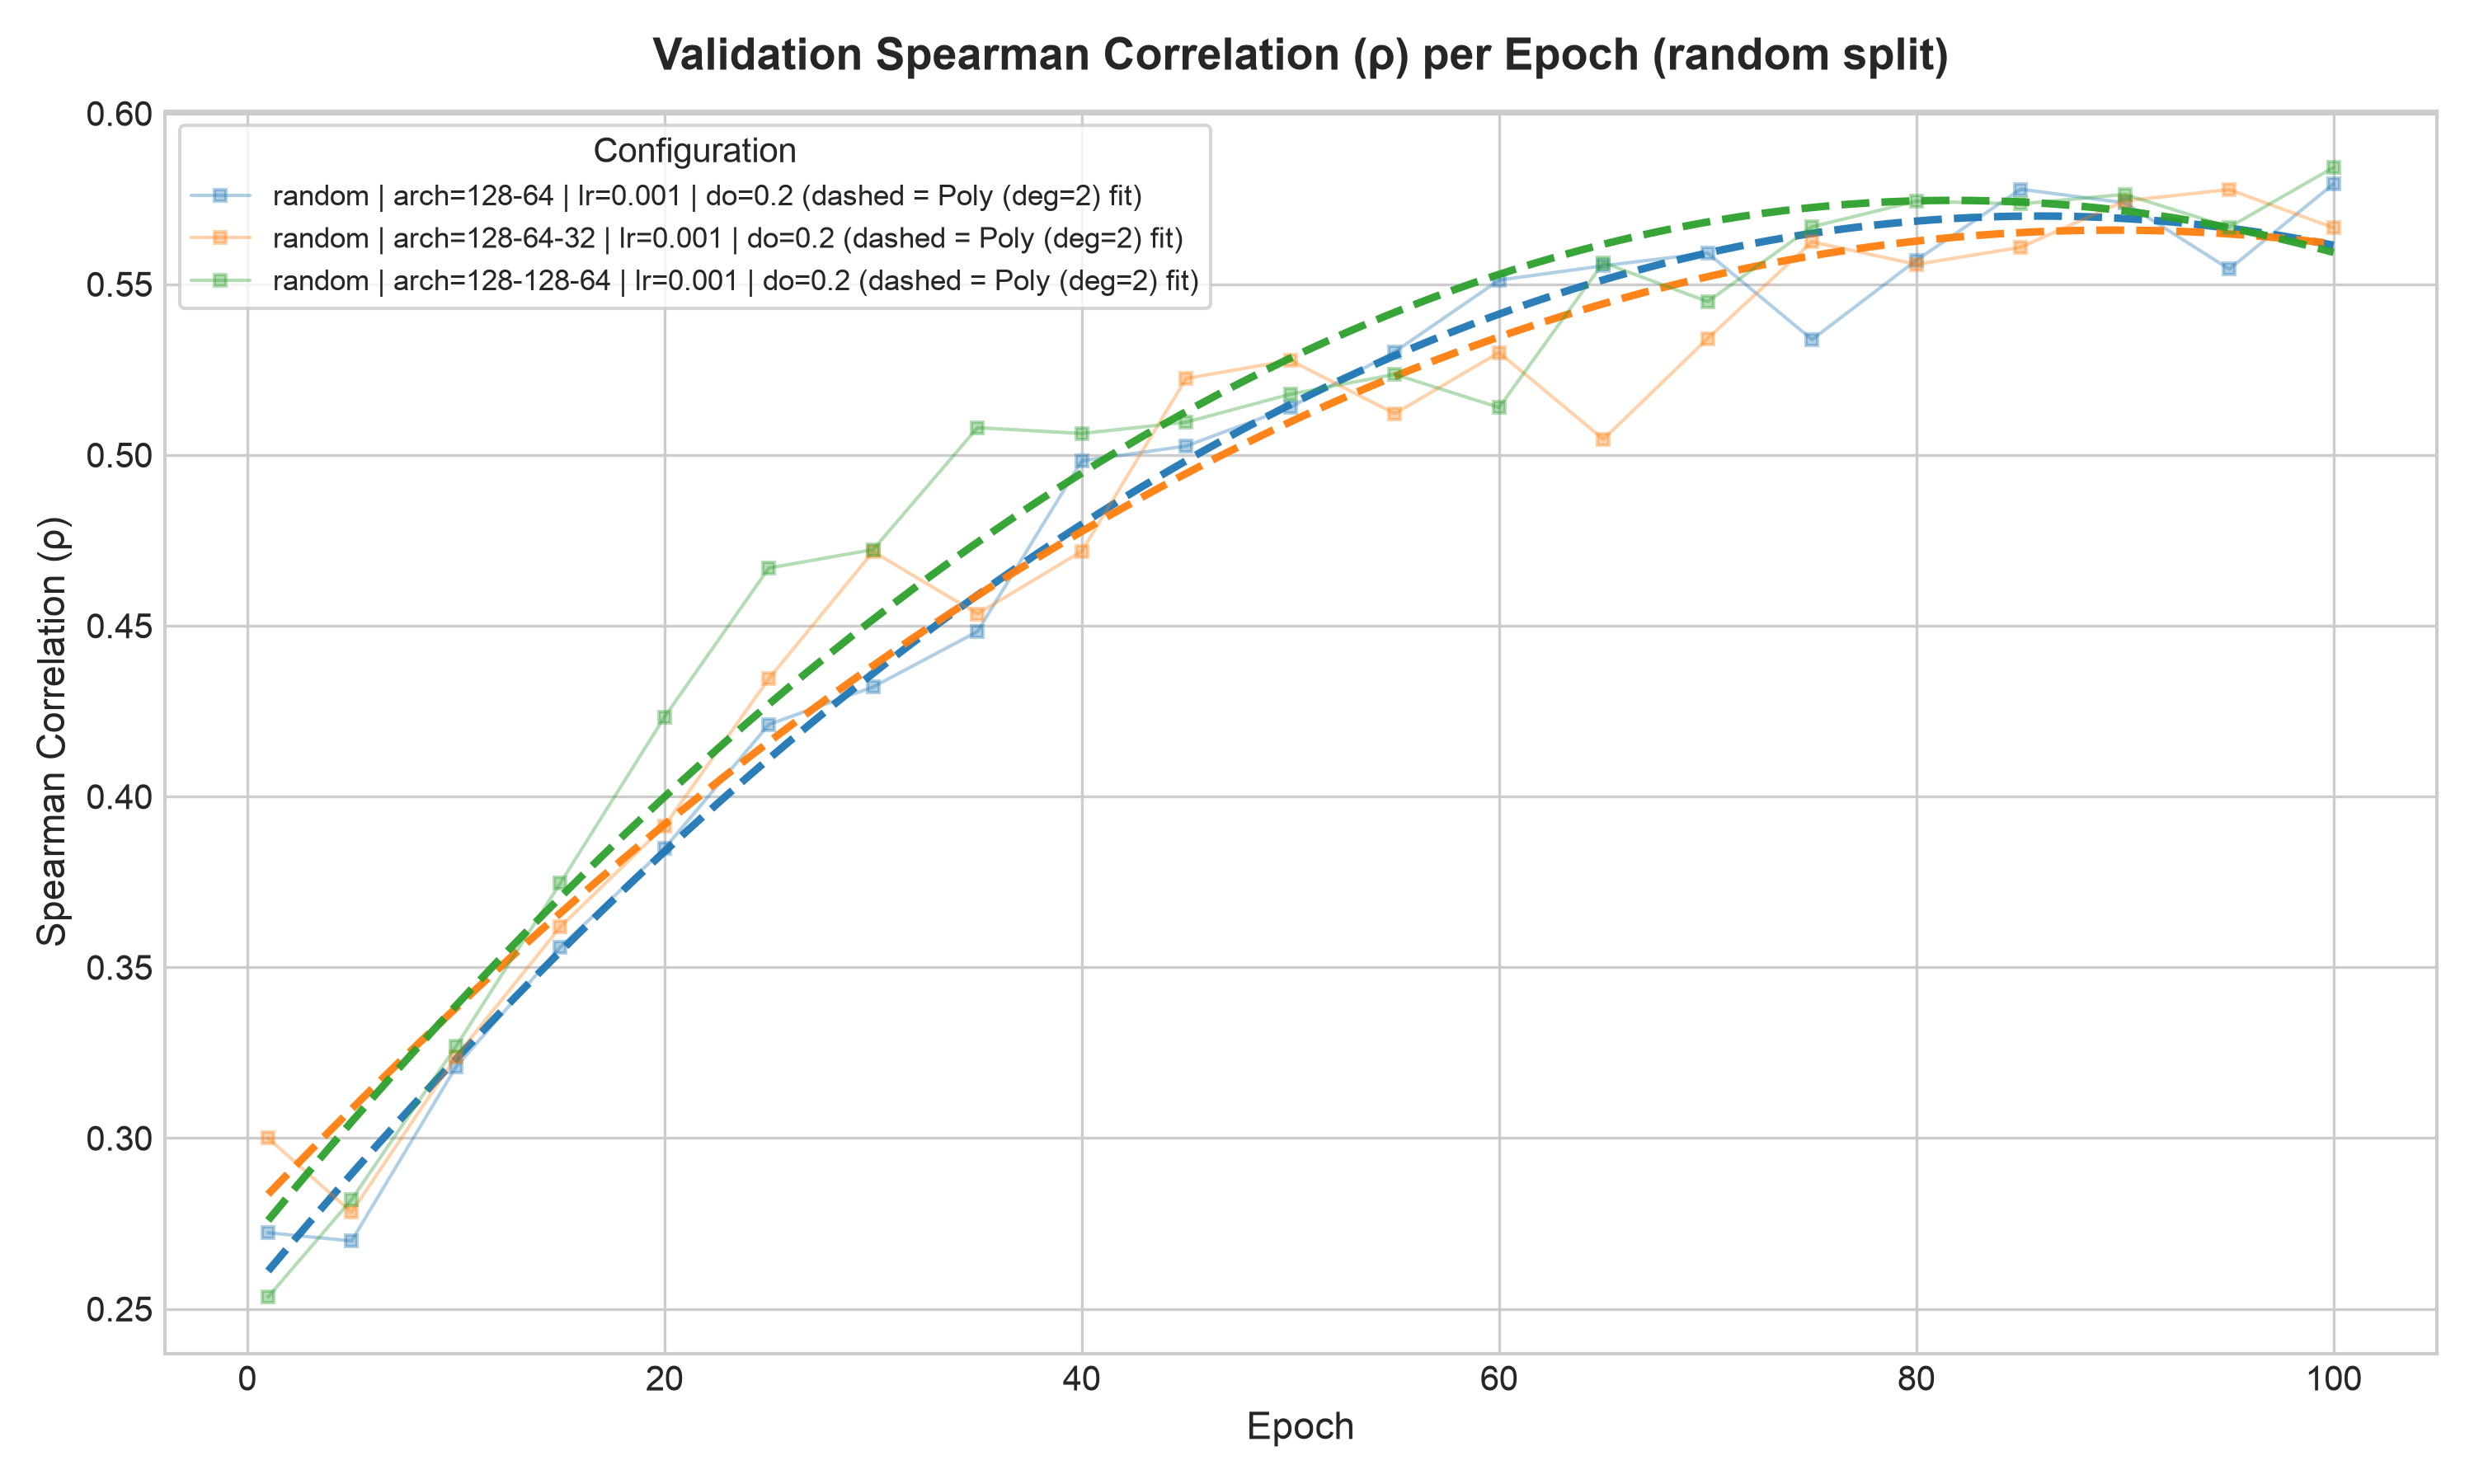 Validation Spearman Correlation (ρ) per Epoch (random split)
0.60
0.55
0.50
0.45
0.40
0.35
0.30
0.25
Spearman Correlation (ρ)
Configuration
random | arch=128-64 | lr=0.001 | do=0.2 (dashed = Poly (deg=2) fit)
random | arch=128-64-32 | lr=0.001 | do=0.2 (dashed = Poly (deg=2) fit)
random | arch=128-128-64 | lr=0.001 | do=0.2 (dashed = Poly (deg=2) fit)
0 20 40 60 80 100
Epoch